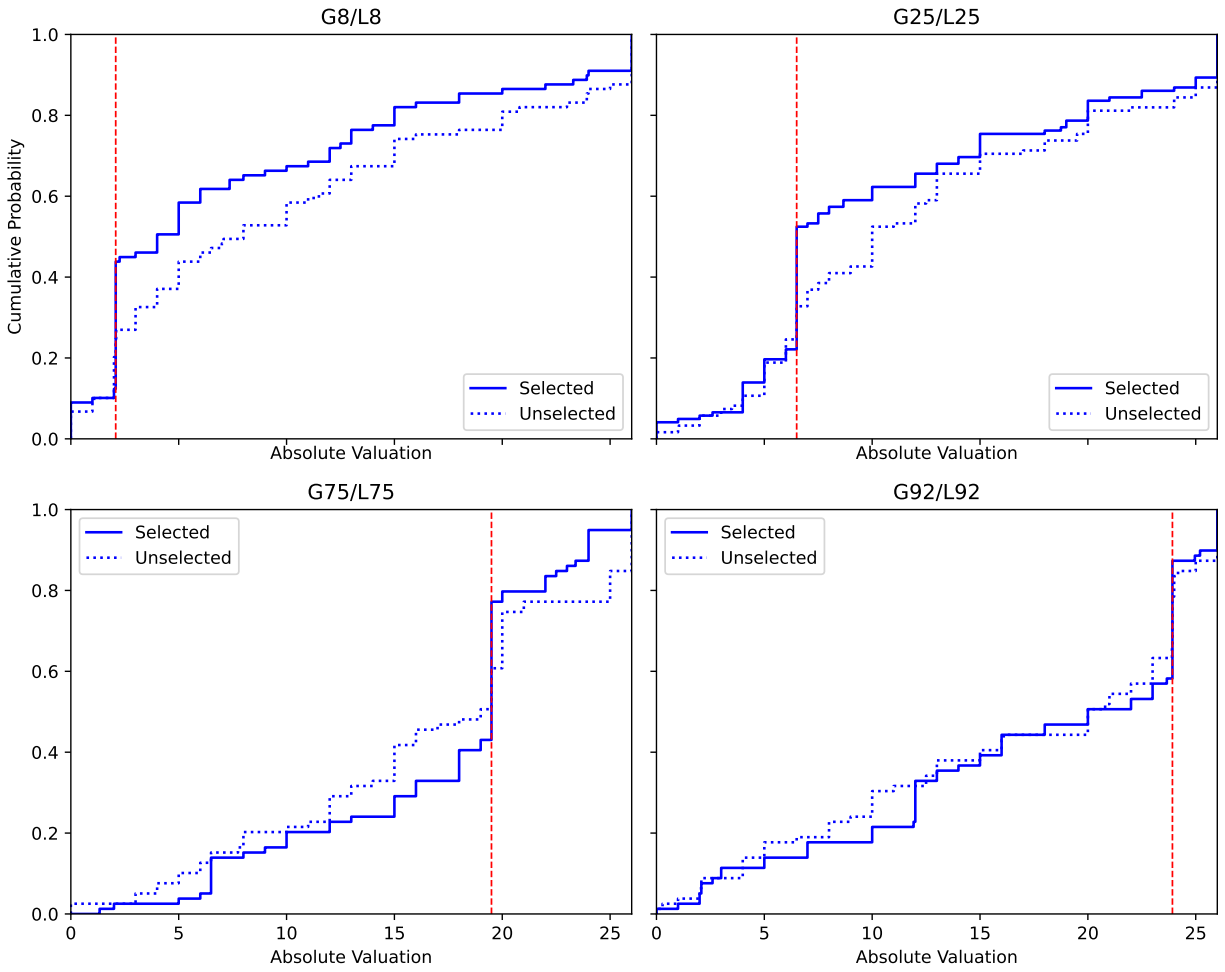 G8/L8
G25/L25
1.0
0.8
0.6
0.4
0.2
0.0
Cumulative Probability
Selected
Unselected
Selected
Unselected
Absolute Valuation
Absolute Valuation
G75/L75
G92/L92
1.0
0.8
0.6
0.4
0.2
0.0
Selected
Unselected
Selected
Unselected
0 5 10 15 20 25
0 5 10 15 20 25
Absolute Valuation
Absolute Valuation